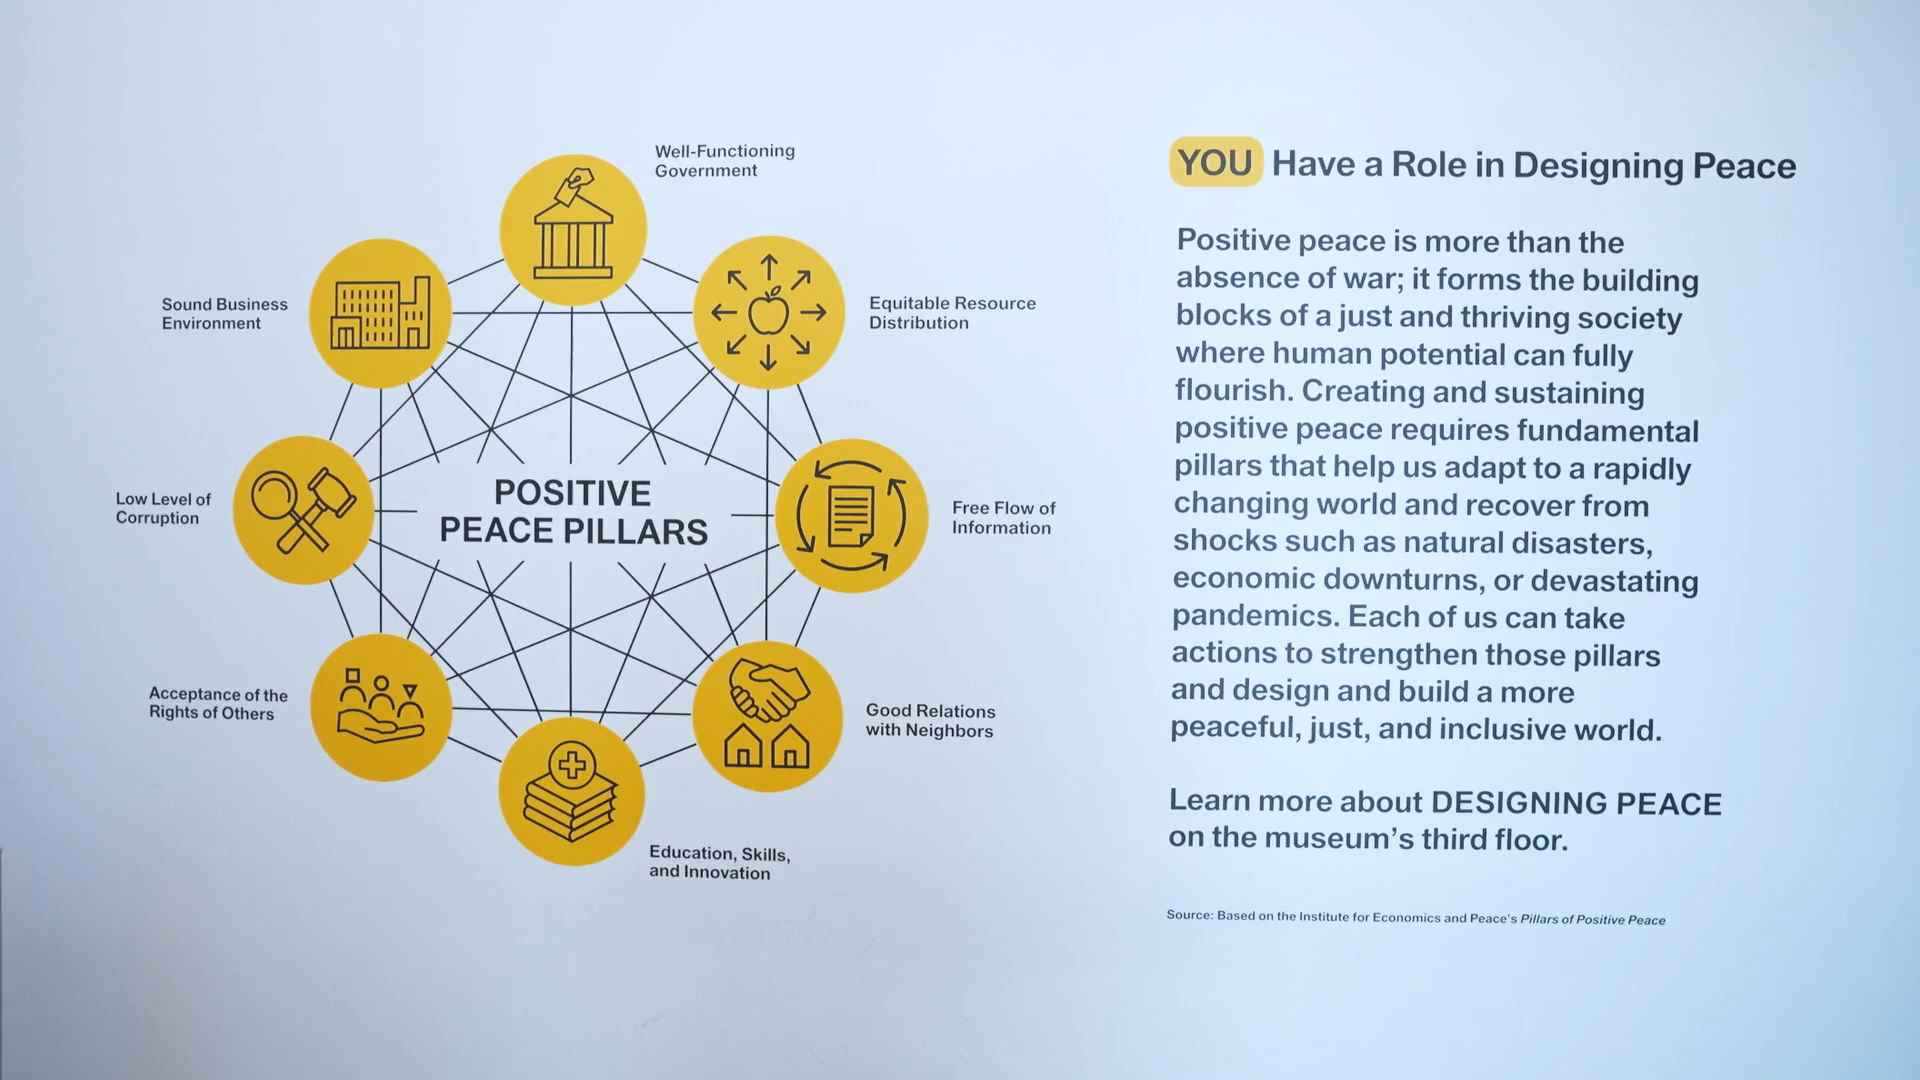 Well-Functioning
Government
Equitable Resource
Distribution
Free Flow of
Information
Good Relations
with Neighbors
Education, Skills,
and Innovation
Acceptance of the
Rights of Others
Low Level of
Corruption
Sound Business
Environment
POSITIVE
PEACE PILLARS
YOU Have a Role in Designing Peace
Positive peace is more than the
absence of war; it forms the building
blocks of a just and thriving society
where human potential can fully
flourish. Creating and sustaining
positive peace requires fundamental
pillars that help us adapt to a rapidly
changing world and recover from
shocks such as natural disasters,
economic downturns, or devastating
pandemics. Each of us can take
actions to strengthen those pillars
and design and build a more
peaceful, just, and inclusive world.
Learn more about DESIGNING PEACE
on the museum's third floor.
Source: Based on the Institute for Economics and Peace's Pillars of Positive Peace